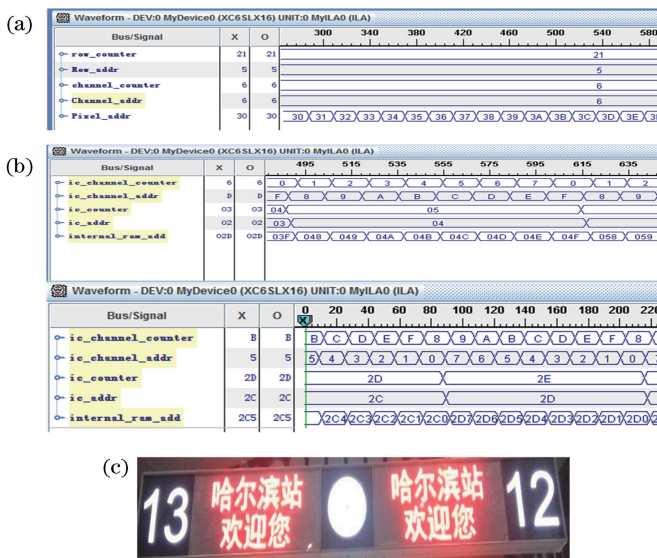 (a)
Waveform - DEV:0 MyDevice0 (XC6SLX16) UNIT:0 MyILA0 (ILA)
Bus/Signal X O 300 340 380 420 460 500 540 580
row_counter 21 21 21
Row_addr 5 5 5
channel_counter 6 6 6
Channel_addr 6 6 6
Pixel_addr 30 30 30 31 32 33 34 35 36 37 38 39 3A 3B 3C 3D 3E
(b)
Waveform - DEV:0 MyDevice0 (XC6SLX16) UNIT:0 MyILA0 (ILA)
Bus/Signal X O 495 515 535 555 575 595 615 635
ic_channel_counter 6 6 0 1 2 3 4 5 6 7 0 1 2
ic_channel_addr D D F 8 9 A B C D E F 8 9
ic_counter 03 03 04 05
ic_addr 02 02 03 04
internal_ram_add 02D 02D 03F 048 049 04A 04B 04C 04D 04E 04F 058 059
Waveform - DEV:0 MyDevice0 (XC6SLX16) UNIT:0 MyILA0 (ILA)
Bus/Signal X O 0 20 40 60 80 100 120 140 160 180 200
ic_channel_counter B B B C D E F 8 9 A B C D E F 8
ic_channel_addr 5 5 5 4 3 2 1 0 7 6 5 4 3 2 1 0
ic_counter 2D 2D 2D 2E
ic_addr 2C 2C 2C 2D
internal_ram_add 2C5 2C5 2C4 2C3 2C2 2C1 2C0 2D7 2D6 2D5 2D4 2D3 2D2 2D1 2D0
(c)
13 哈尔滨站 欢迎您 0 哈尔滨站 欢迎您 12